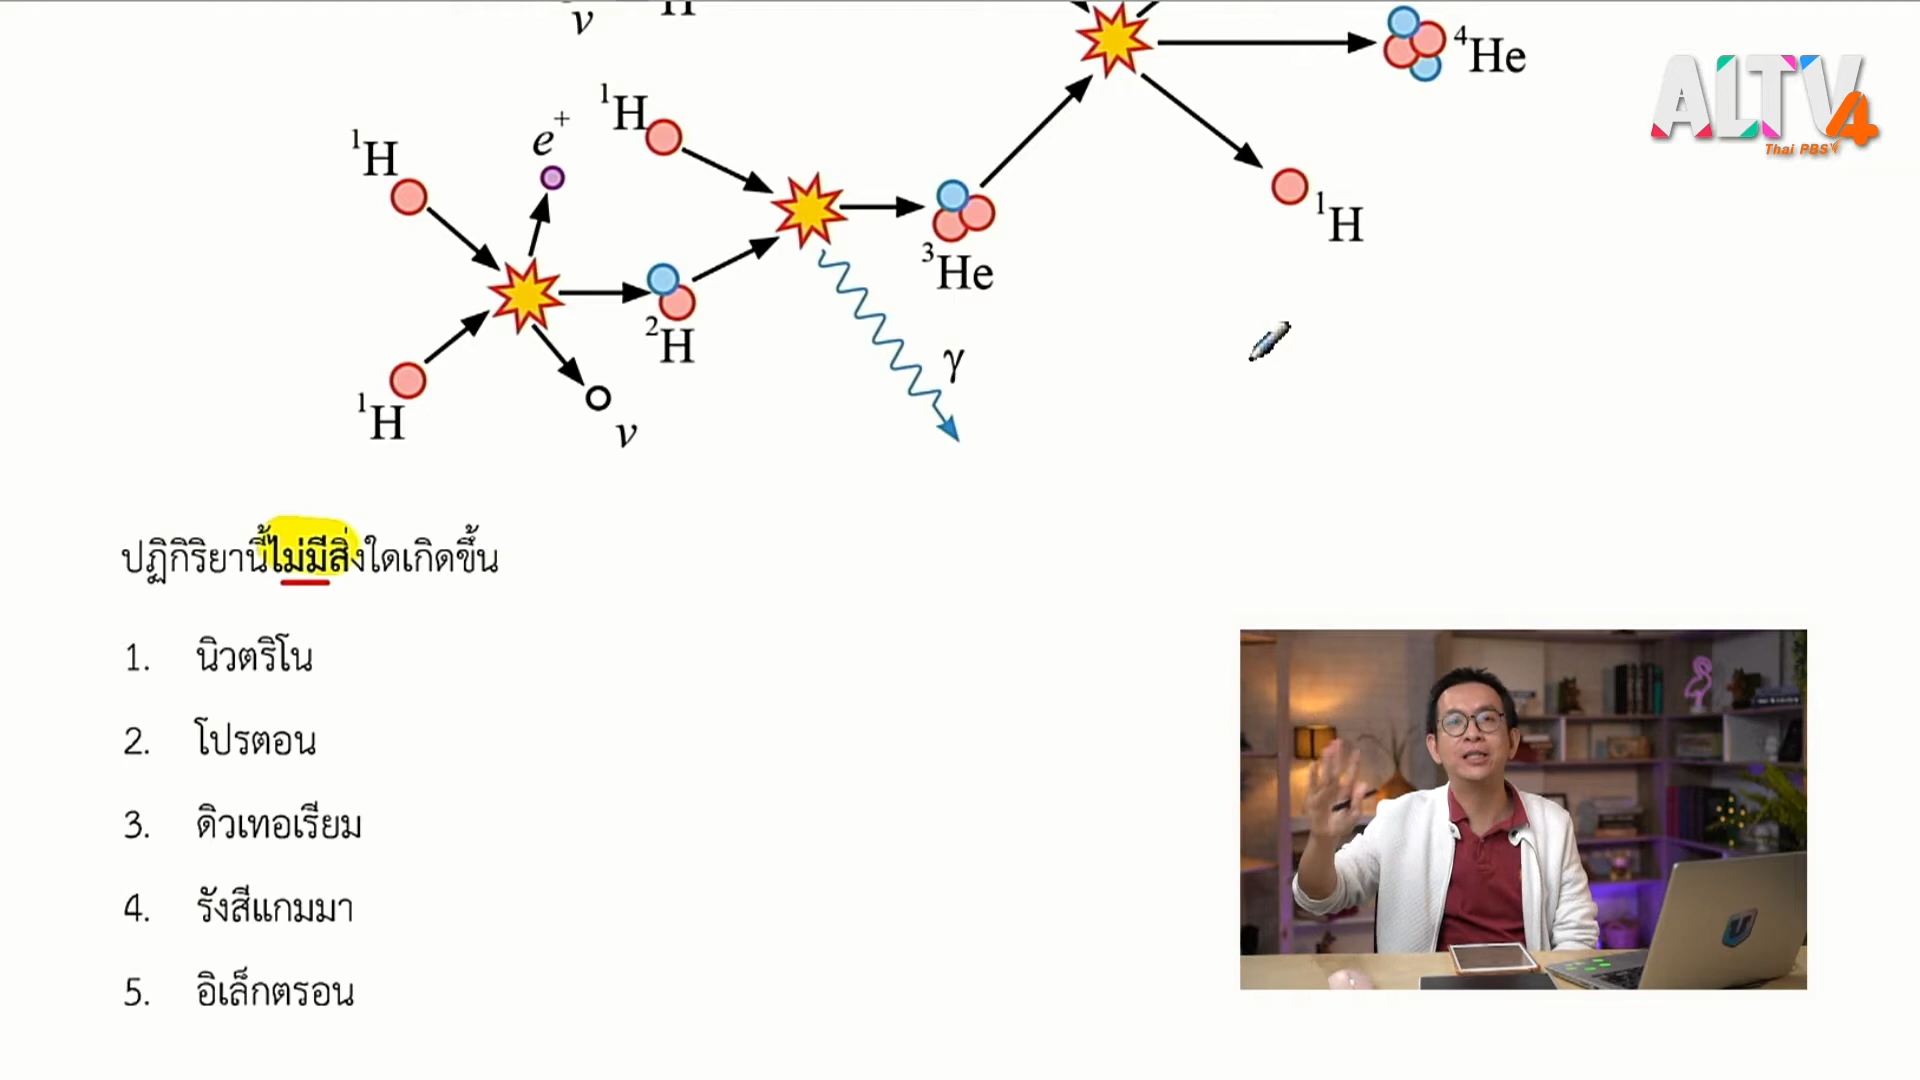 ν
H
⁴He
ALTV4
Thai PBS
¹H
e⁺
¹H
³He
¹H
²H
γ
¹H
ν
ปฏิกิริยานี้ไม่มีสิ่งใดเกิดขึ้น
1. นิวตริโน
2. โปรตอน
3. ดิวเทอเรียม
4. รังสีแกมมา
5. อิเล็กตรอน